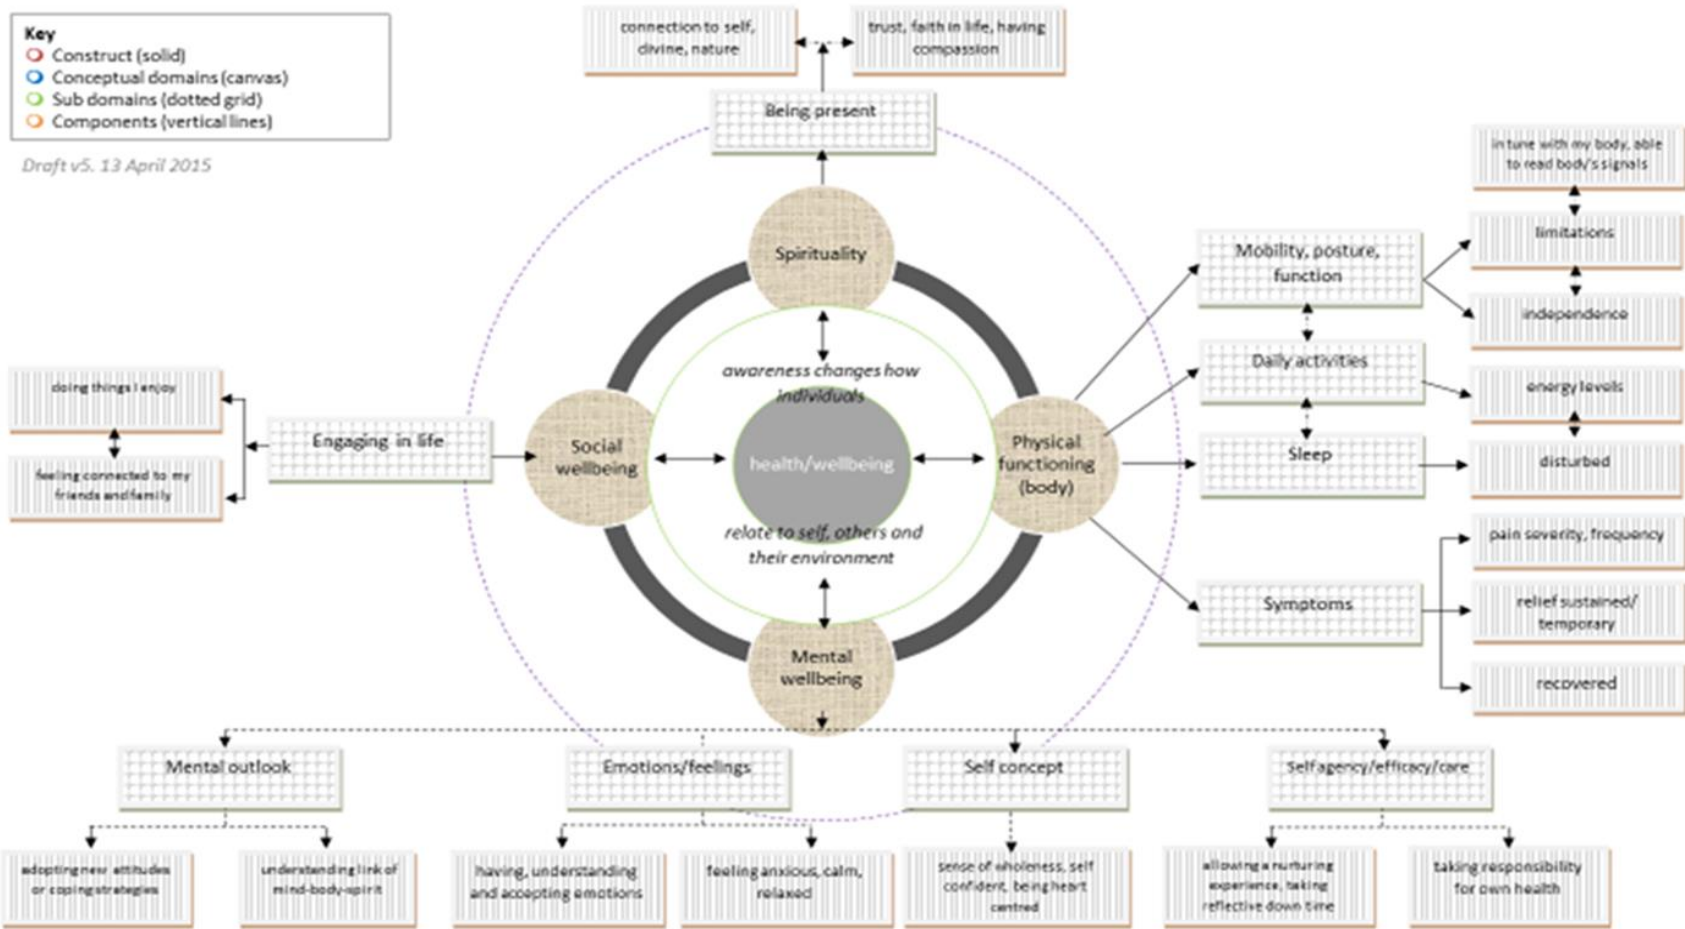 Key
Construct (solid)
Conceptual domains (canvas)
Sub domains (dotted grid)
Components (vertical lines)
Draft v5. 13 April 2015
connection to self,
divine, nature
trust, faith in life, having
compassion
Being present
Spirituality
awareness changes how
individuals
health/wellbeing
relate to self, others and
their environment
Social
wellbeing
Engaging in life
doing things I enjoy
feeling connected to my
friends and family
Physical
functioning
(body)
Mobility, posture,
function
in tune with my body, able
to read body's signals
limitations
independence
Daily activities
energy levels
Sleep
disturbed
Symptoms
pain severity, frequency
relief sustained/
temporary
recovered
Mental
wellbeing
Mental outlook
adopting new attitudes
or coping strategies
understanding link of
mind-body-spirit
Emotions/feelings
having, understanding
and accepting emotions
feeling anxious, calm,
relaxed
Self concept
sense of wholeness, self
confident, being heart
centred
Self agency/efficacy/care
allowing a nurturing
experience, taking
reflective down time
taking responsibility
for own health